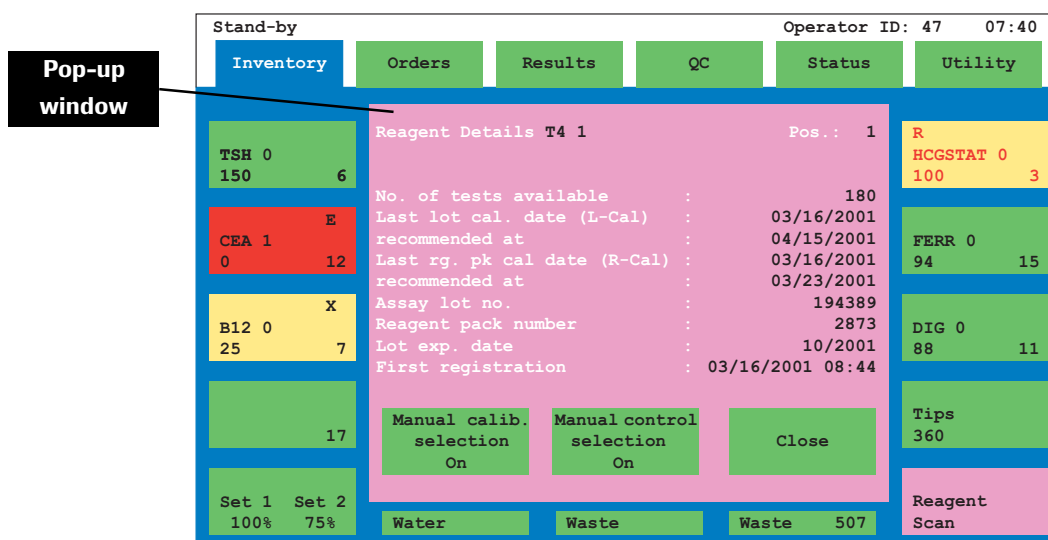 Stand-by Operator ID: 47 07:40
Inventory Orders Results QC Status Utility
Pop-up
window
Reagent Details T4 1 Pos.: 1
TSH 0
150 6
E
CEA 1
0 12
X
B12 0
25 7
17
Set 1 Set 2
100% 75%
No. of tests available : 180
Last lot cal. date (L-Cal) : 03/16/2001
recommended at : 04/15/2001
Last rg. pk cal date (R-Cal) : 03/16/2001
recommended at : 03/23/2001
Assay lot no. : 194389
Reagent pack number : 2873
Lot exp. date : 10/2001
First registration : 03/16/2001 08:44
Manual calib.
selection
On
Manual control
selection
On
Close
Water Waste Waste 507
R
HCGSTAT 0
100 3
FERR 0
94 15
DIG 0
88 11
Tips
360
Reagent
Scan